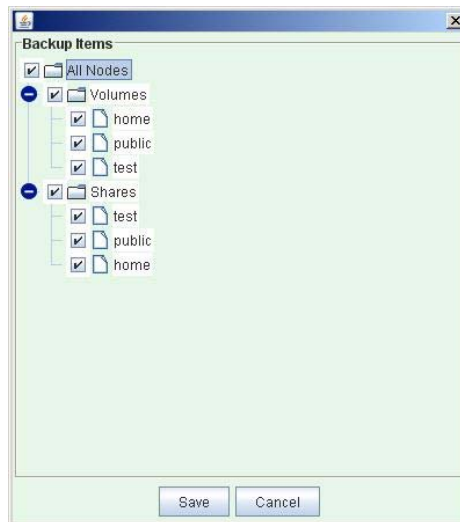 Backup Items
All Nodes
Volumes
home
public
test
Shares
test
public
home
Save Cancel